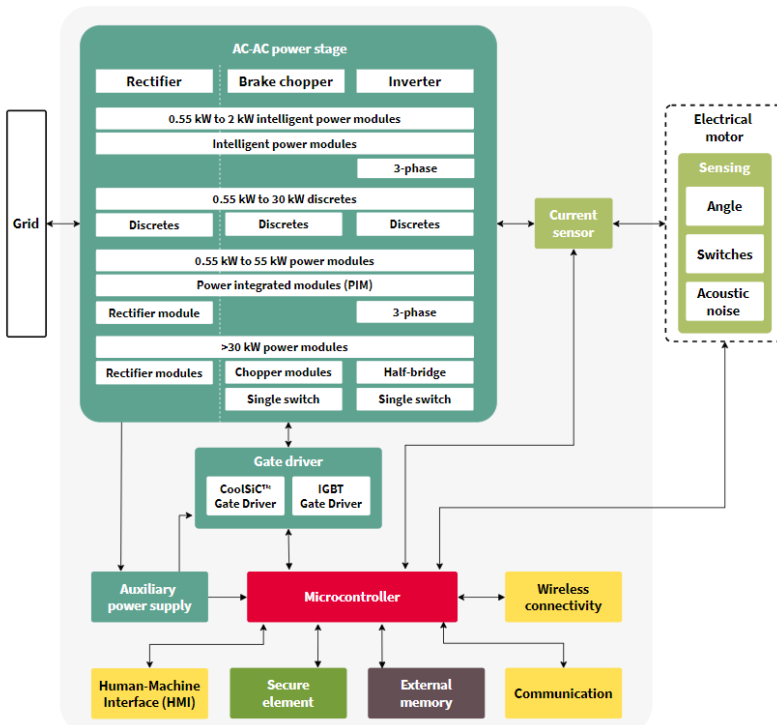 AC-AC power stage
Rectifier
Brake chopper
Inverter
0.55 kW to 2 kW intelligent power modules
Intelligent power modules
3-phase
0.55 kW to 30 kW discretes
Discretes
Discretes
Discretes
0.55 kW to 55 kW power modules
Power integrated modules (PIM)
Rectifier module
3-phase
>30 kW power modules
Rectifier modules
Chopper modules
Half-bridge
Single switch
Single switch
Grid
Current
sensor
Electrical
motor
Sensing
Angle
Switches
Acoustic
noise
Gate driver
CoolSiC™
Gate Driver
IGBT
Gate Driver
Auxiliary
power supply
Microcontroller
Wireless
connectivity
Human-Machine
Interface (HMI)
Secure
element
External
memory
Communication